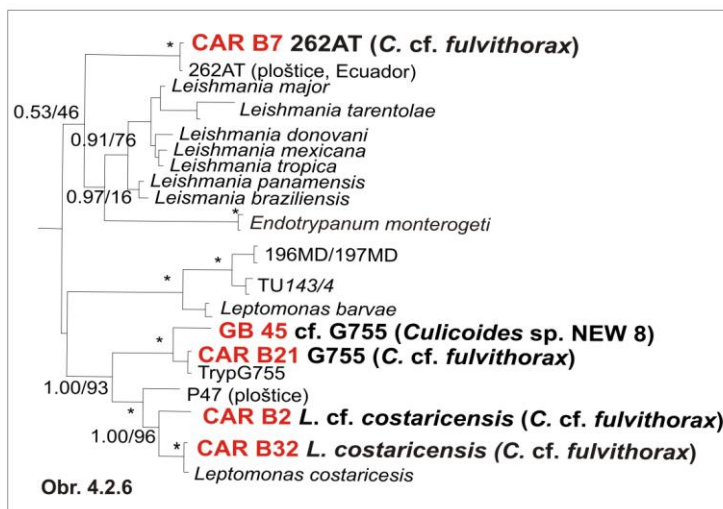 * CAR B7 262AT (C. cf. fulvithorax)
262AT (ploštice, Ecuador)
Leishmania major
0.53/46
Leishmania tarentolae
0.91/76
Leishmania donovani
Leishmania mexicana
Leishmania tropica
Leishmania panamensis
0.97/16
Leismania braziliensis
*
Endotrypanum monterogeti
196MD/197MD
*
*
TU143/4
Leptomonas barvae
GB 45 cf. G755 (Culicoides sp. NEW 8)
*
CAR B21 G755 (C. cf. fulvithorax)
TrypG755
1.00/93
P47 (ploštice)
*
CAR B2 L. cf. costaricensis (C. cf. fulvithorax)
1.00/96
* CAR B32 L. costaricensis (C. cf. fulvithorax)
Leptomonas costaricesis
Obr. 4.2.6